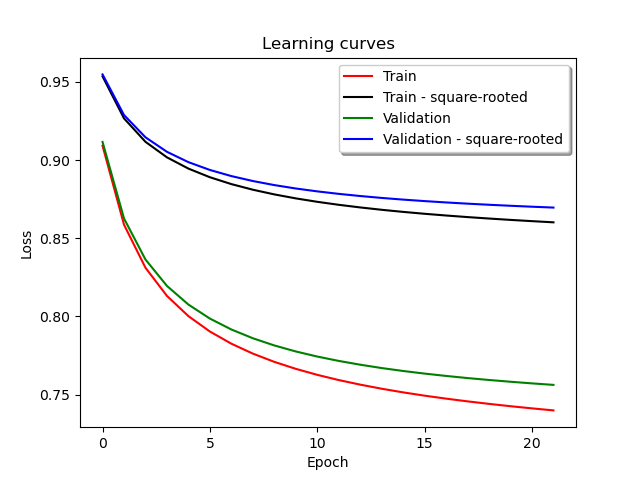 Learning curves
Train
Train - square-rooted
Validation
Validation - square-rooted
0.95
0.90
0.85
0.80
0.75
Loss
0
5
10
15
20
Epoch